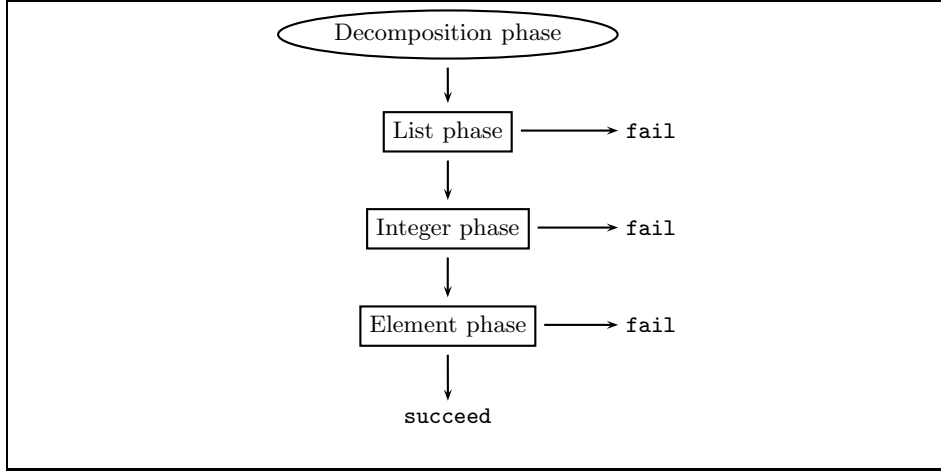 Decomposition phase
List phase
fail
Integer phase
fail
Element phase
fail
succeed